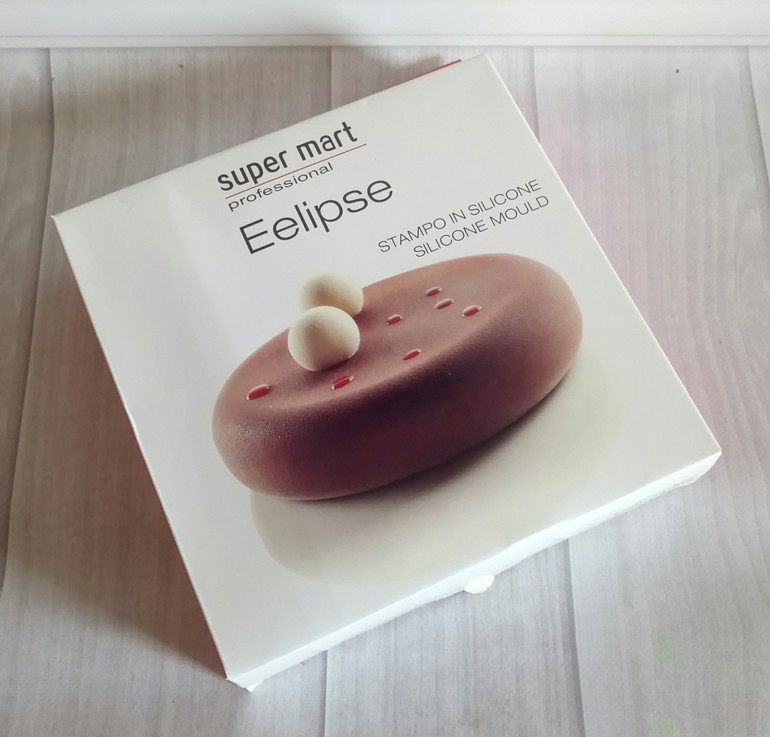 super mart
professional
Eelipse
STAMPO IN SILICONE
SILICONE MOULD